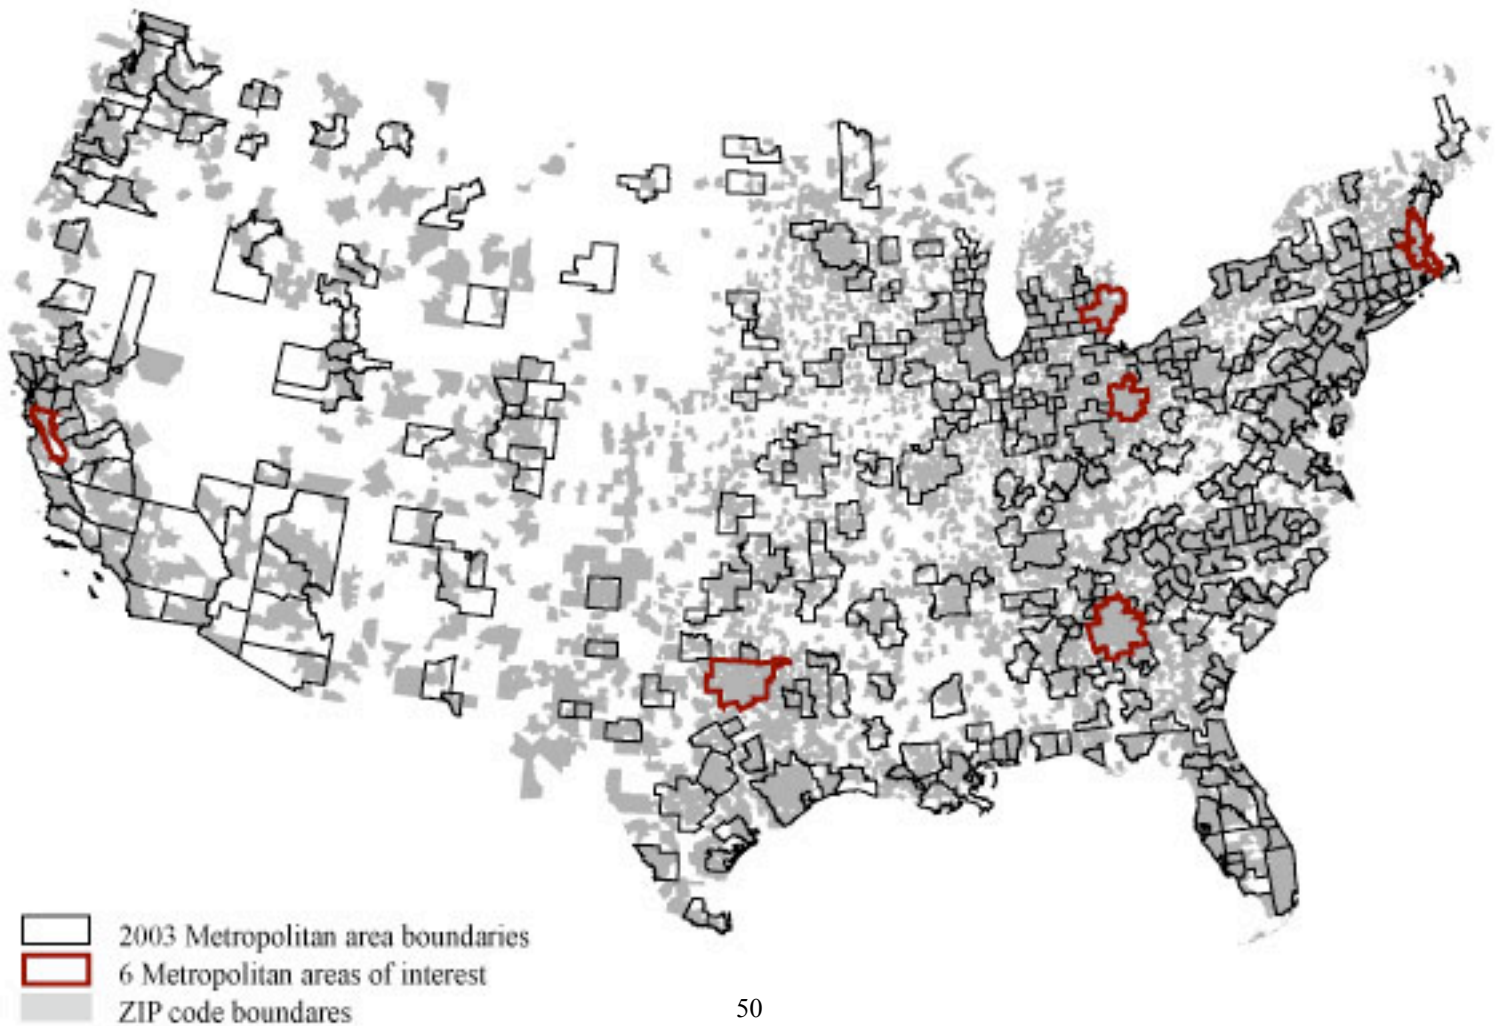 2003 Metropolitan area boundaries
6 Metropolitan areas of interest
ZIP code boundares
50